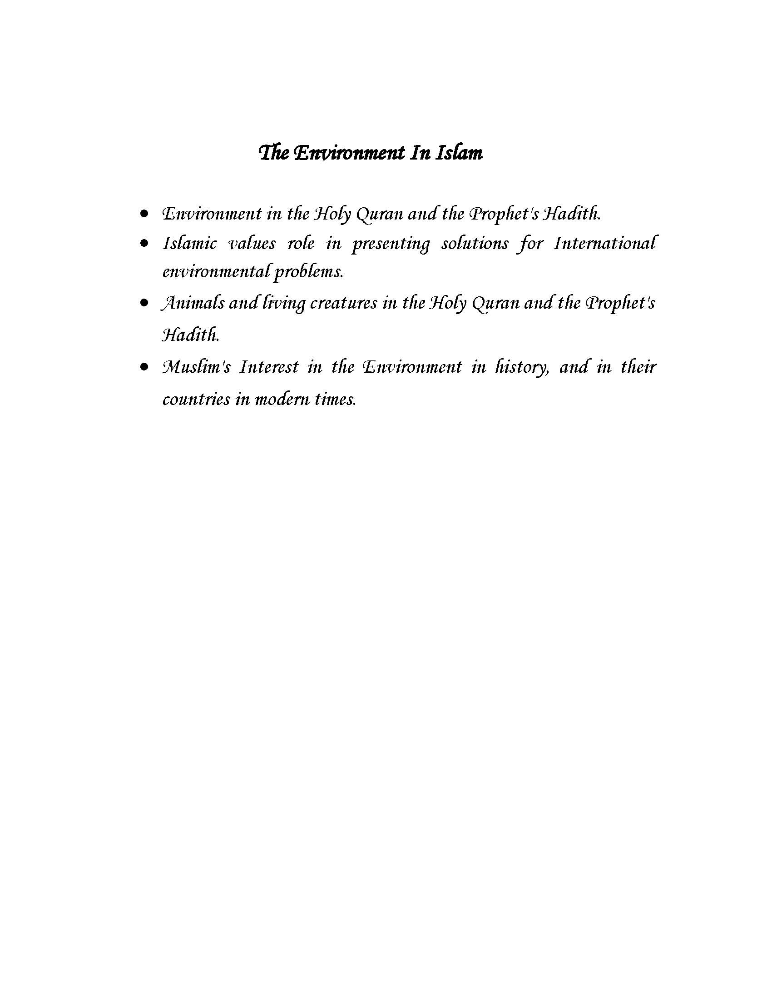 The Environment In Islam
• Environment in the Holy Quran and the Prophet's Hadith.
• Islamic values role in presenting solutions for International
environmental problems.
• Animals and living creatures in the Holy Quran and the Prophet's
Hadith.
• Muslim's Interest in the Environment in history, and in their
countries in modern times.